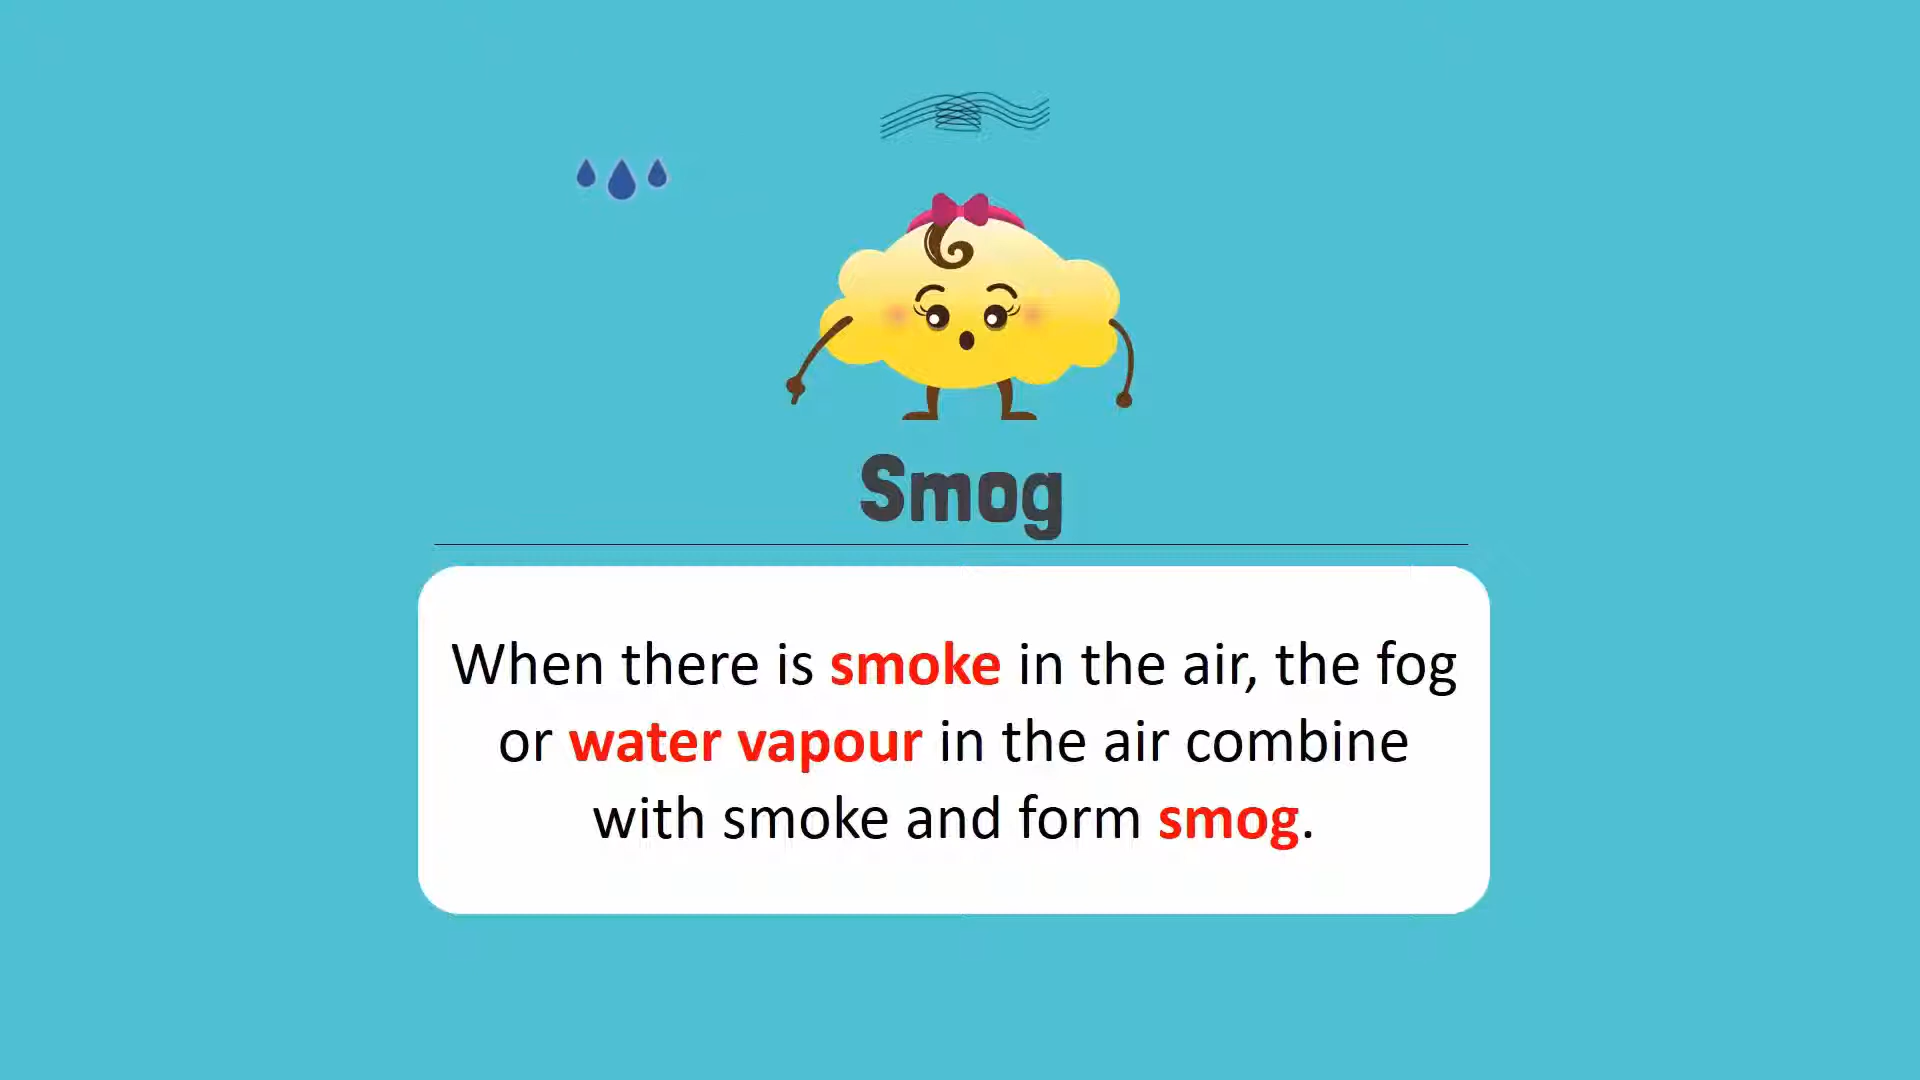 Smog
When there is smoke in the air, the fog
or water vapour in the air combine
with smoke and form smog.